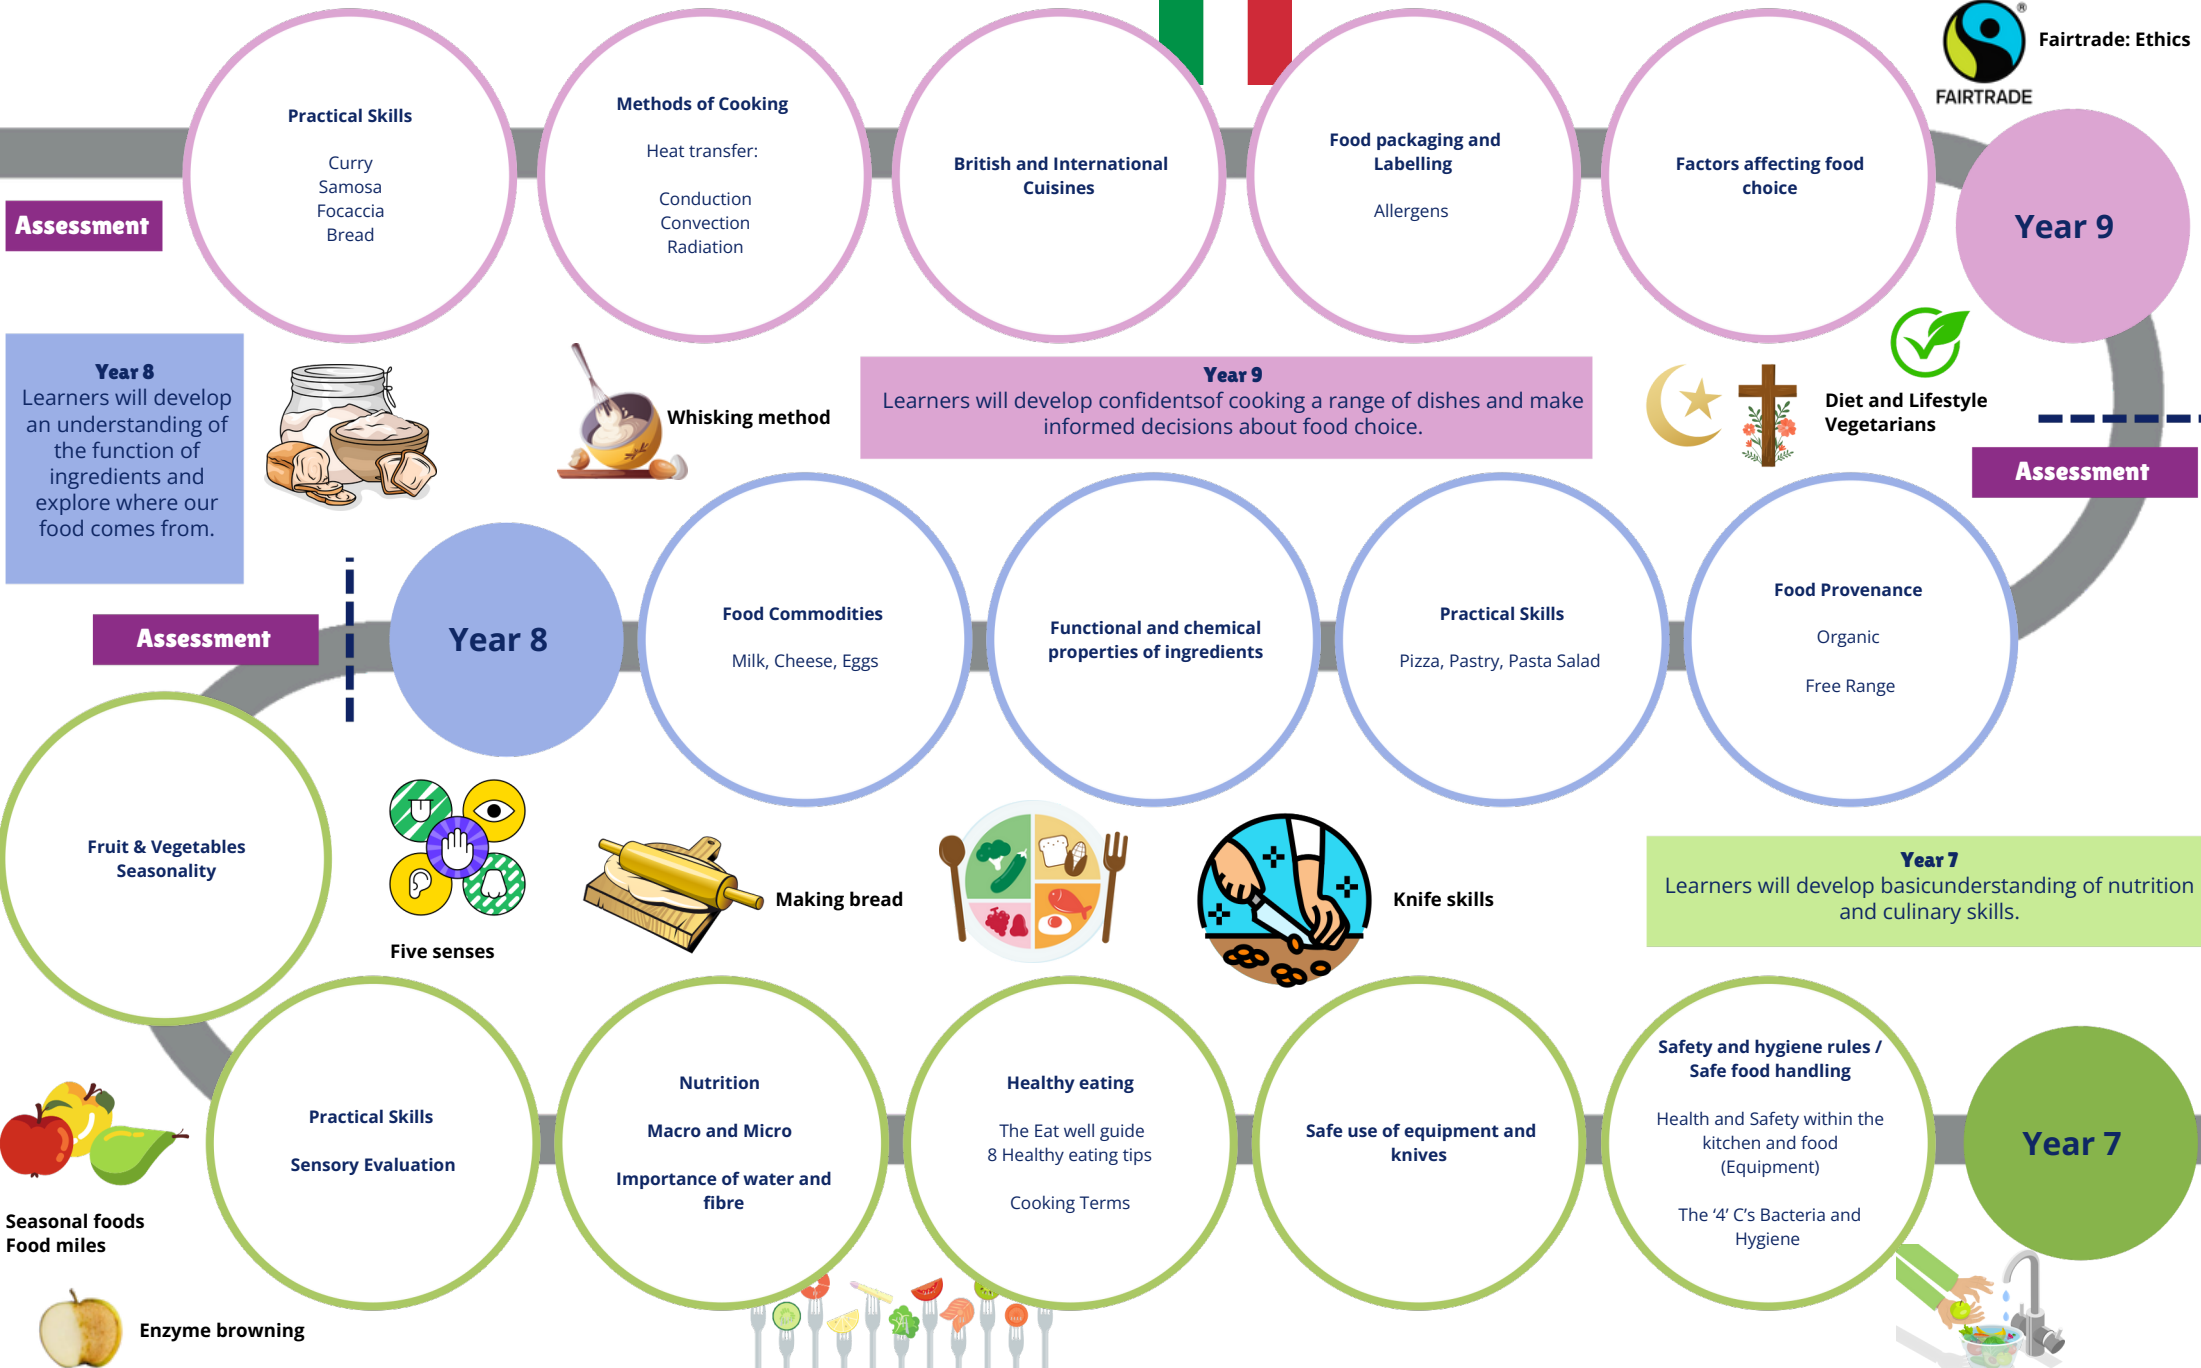 Fairtrade: Ethics
®
FAIRTRADE
Practical Skills
Curry
Samosa
Focaccia
Bread
Methods of Cooking
Heat transfer:
Conduction
Convection
Radiation
British and International
Cuisines
Food packaging and
Labelling
Allergens
Factors affecting food
choice
Year 9
Assessment
Year 8
Learners will develop
an understanding of
the function of
ingredients and
explore where our
food comes from.
Whisking method
Year 9
Learners will develop confidentsof cooking a range of dishes and make
informed decisions about food choice.
Diet and Lifestyle
Vegetarians
Assessment
Assessment
Year 8
Food Commodities
Milk, Cheese, Eggs
Functional and chemical
properties of ingredients
Practical Skills
Pizza, Pastry, Pasta Salad
Food Provenance
Organic
Free Range
Fruit & Vegetables
Seasonality
Five senses
Making bread
Knife skills
Year 7
Learners will develop basicunderstanding of nutrition
and culinary skills.
Practical Skills
Sensory Evaluation
Nutrition
Macro and Micro
Importance of water and
fibre
Healthy eating
The Eat well guide
8 Healthy eating tips
Cooking Terms
Safe use of equipment and
knives
Safety and hygiene rules /
Safe food handling
Health and Safety within the
kitchen and food
(Equipment)
The ‘4’ C’s Bacteria and
Hygiene
Year 7
Seasonal foods
Food miles
Enzyme browning